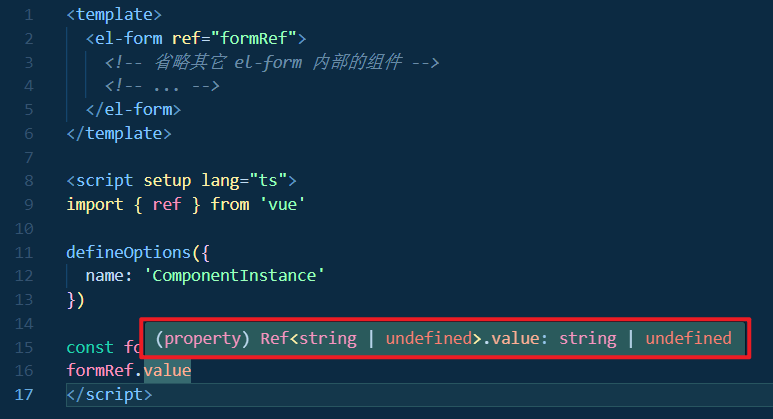 1 <template>
2 <el-form ref="formRef">
3 <!-- 省略其它 el-form 内部的组件 -->
4 <!-- ... -->
5 </el-form>
6 </template>
7
8 <script setup lang="ts">
9 import { ref } from 'vue'
10
11 defineOptions({
12 name: 'ComponentInstance'
13 })
14
(property) Ref<string | undefined>.value: string | undefined
15 const fo
16 formRef.value
17 </script>